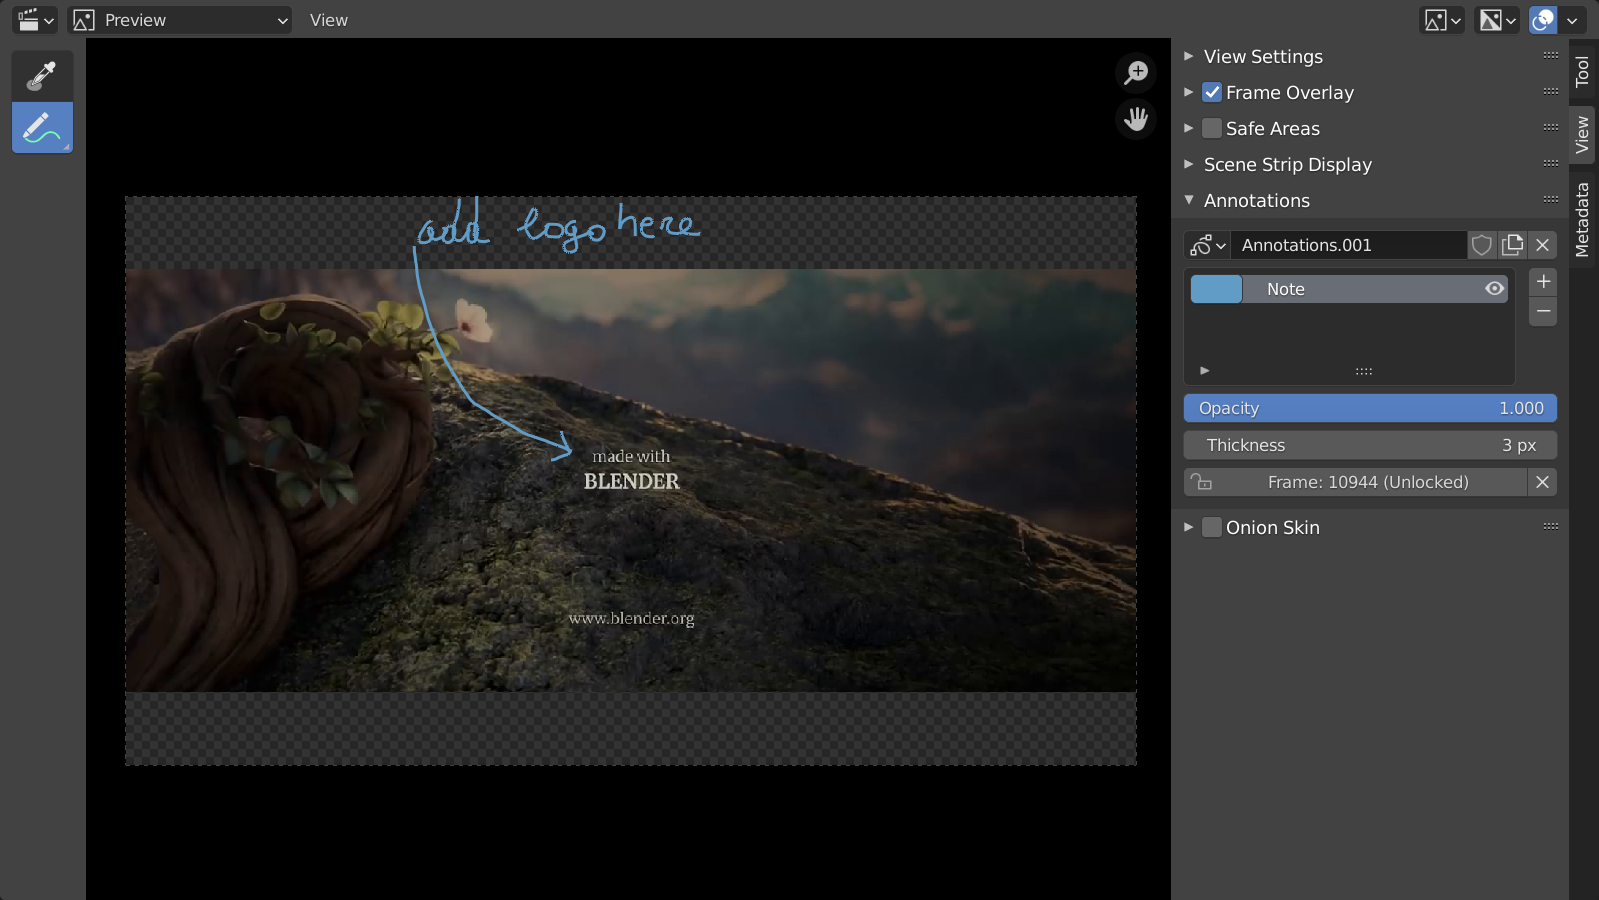 Preview View
View Settings
Frame Overlay
Safe Areas
Scene Strip Display
Annotations
Annotations.001
Note
Opacity 1.000
Thickness 3 px
Frame: 10944 (Unlocked)
Onion Skin
Tool
View
Metadata
add logo here
made with
BLENDER
www.blender.org